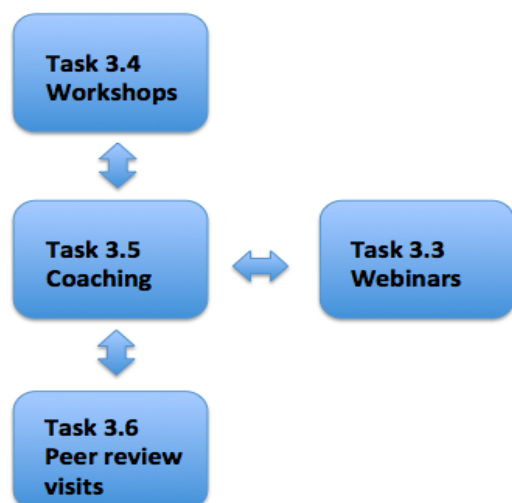 Task 3.4
Workshops
Task 3.5
Coaching
Task 3.3
Webinars
Task 3.6
Peer review
visits